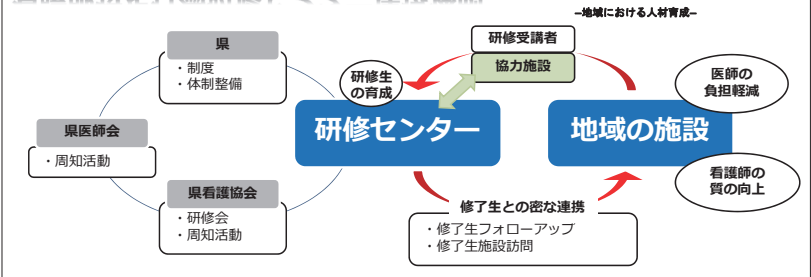 ―地域における人材育成―
県
・制度
・体制整備
県医師会
・周知活動
県看護協会
・研修会
・周知活動
研修生
の育成
研修受講者
協力施設
研修センター
地域の施設
医師の
負担軽減
看護師の
質の向上
修了生との密な連携
・修了生フォローアップ
・修了生施設訪問